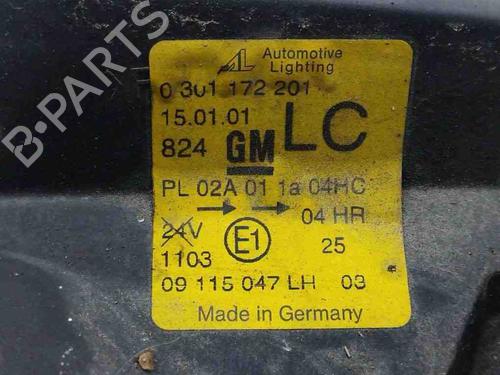 B-PARTS
AL Automotive
Lighting
0 301 172 201
15.01.01
824 GM LC
PL 02A 01 1a 04HC
04 HR
24V E1 25
1103
09 115 047 LH 03
Made in Germany